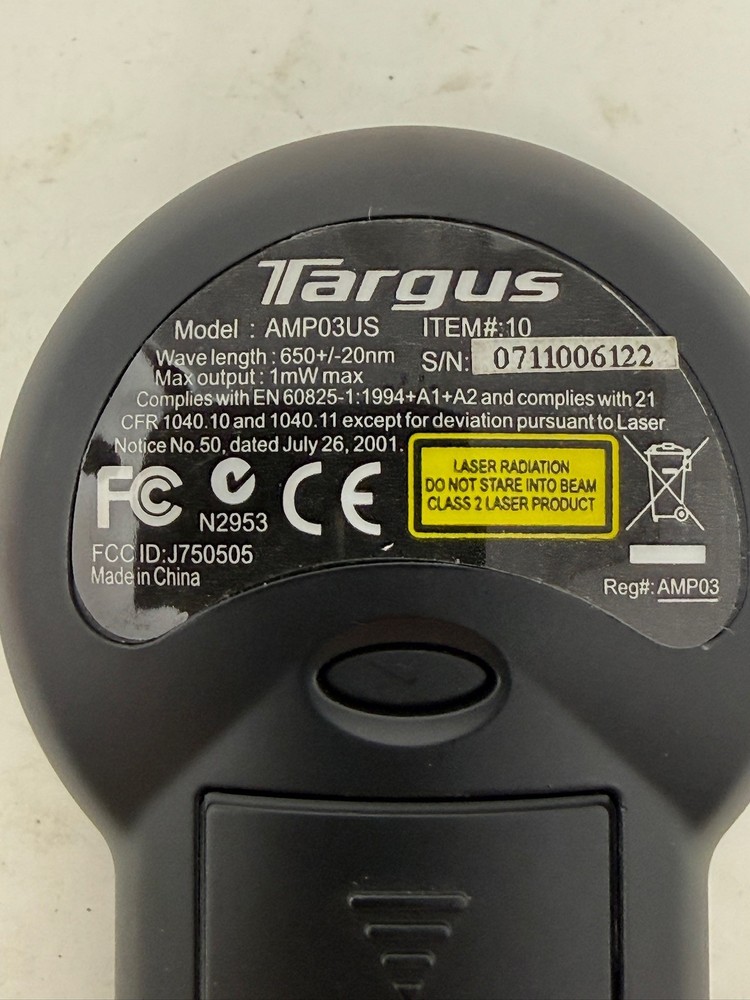 Targus
Model : AMP03US ITEM#:10
Wave length : 650+/-20nm S/N: 0711006122
Max output : 1mW max
Complies with EN 60825-1:1994+A1+A2 and complies with 21
CFR 1040.10 and 1040.11 except for deviation pursuant to Laser
Notice No.50, dated July 26, 2001.
LASER RADIATION
DO NOT STARE INTO BEAM
CLASS 2 LASER PRODUCT
FC CE
N2953
FCC ID:J750505
Made in China
Reg#: AMP03